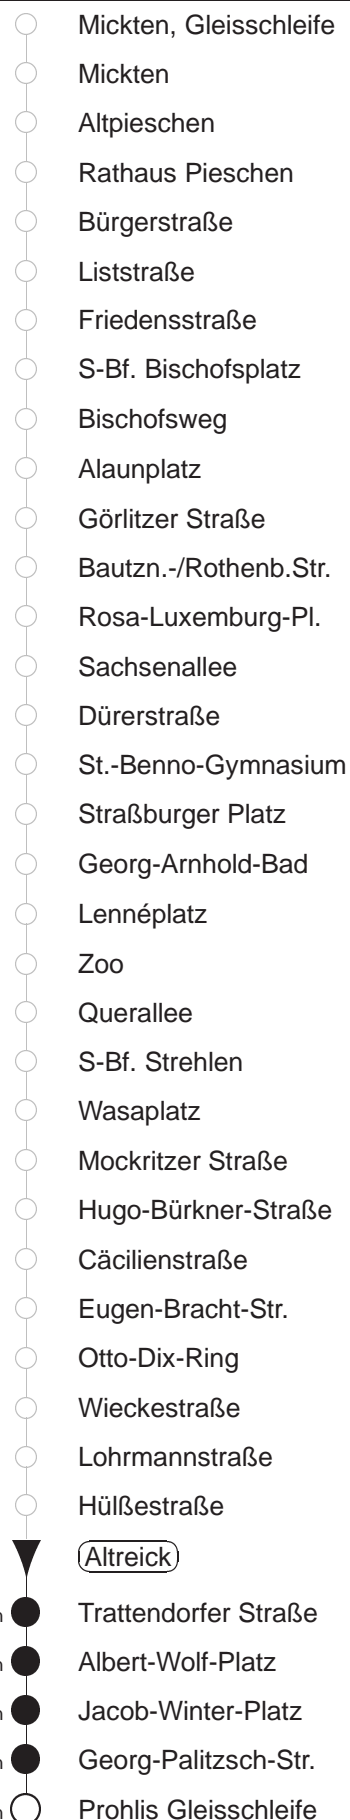 Mickten, Gleisschleife
Mickten
Altpieschen
Rathaus Pieschen
Bürgerstraße
Liststraße
Friedensstraße
S-Bf. Bischofsplatz
Bischofsweg
Alaunplatz
Görlitzer Straße
Bautzn.-/Rothenb.Str.
Rosa-Luxemburg-Pl.
Sachsenallee
Dürerstraße
St.-Benno-Gymnasium
Straßburger Platz
Georg-Arnhold-Bad
Lennéplatz
Zoo
Querallee
S-Bf. Strehlen
Wasaplatz
Mockritzer Straße
Hugo-Bürkner-Straße
Cäcilienstraße
Eugen-Bracht-Str.
Otto-Dix-Ring
Wieckestraße
Lohrmannstraße
Hülßestraße
Altreick
Trattendorfer Straße
Albert-Wolf-Platz
Jacob-Winter-Platz
Georg-Palitzsch-Str.
Prohlis Gleisschleife